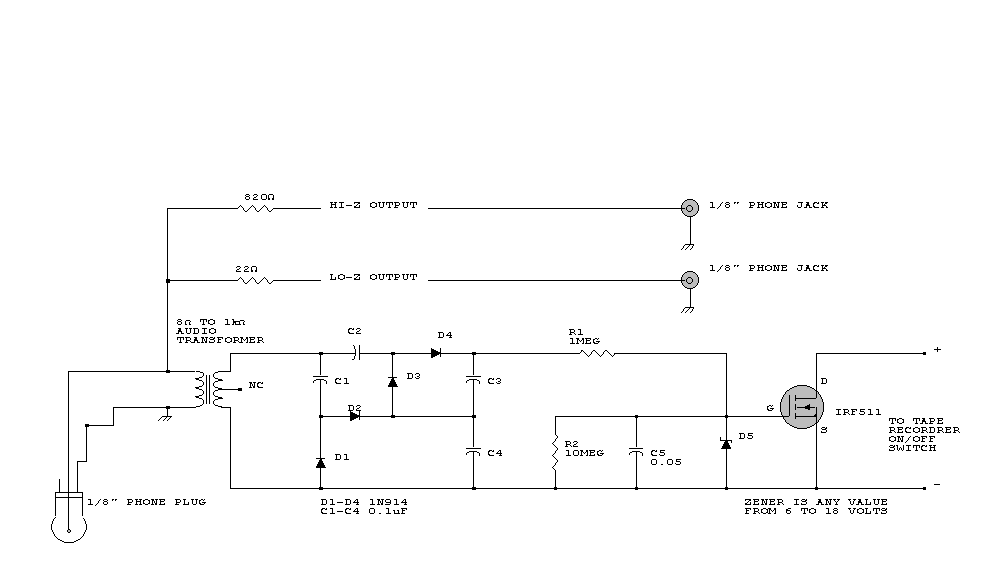 820Ω
HI-Z OUTPUT
1/8" PHONE JACK
22Ω
LO-Z OUTPUT
1/8" PHONE JACK
8Ω TO 1kΩ
AUDIO
TRANSFORMER
NC
C2
D4
R1
1MEG
+
C1
D3
C3
D
G
IRF511
S
D2
D1
C4
R2
10MEG
C5
0.05
D5
TO TAPE
RECORDRER
ON/OFF
SWITCH
-
1/8" PHONE PLUG
D1-D4 1N914
C1-C4 0.1uF
ZENER IS ANY VALUE
FROM 6 TO 18 VOLTS